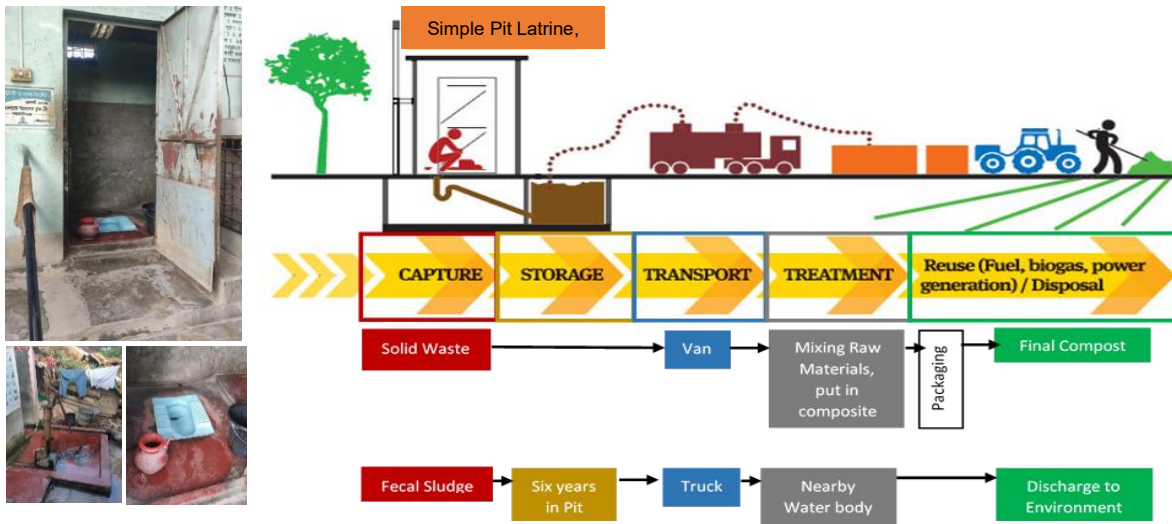 Simple Pit Latrine,
CAPTURE
STORAGE
TRANSPORT
TREATMENT
Reuse (Fuel, biogas, power
generation) / Disposal
Solid Waste
Van
Mixing Raw
Materials,
put in
composite
Packaging
Final Compost
Fecal Sludge
Six years
in Pit
Truck
Nearby
Water body
Discharge to
Environment